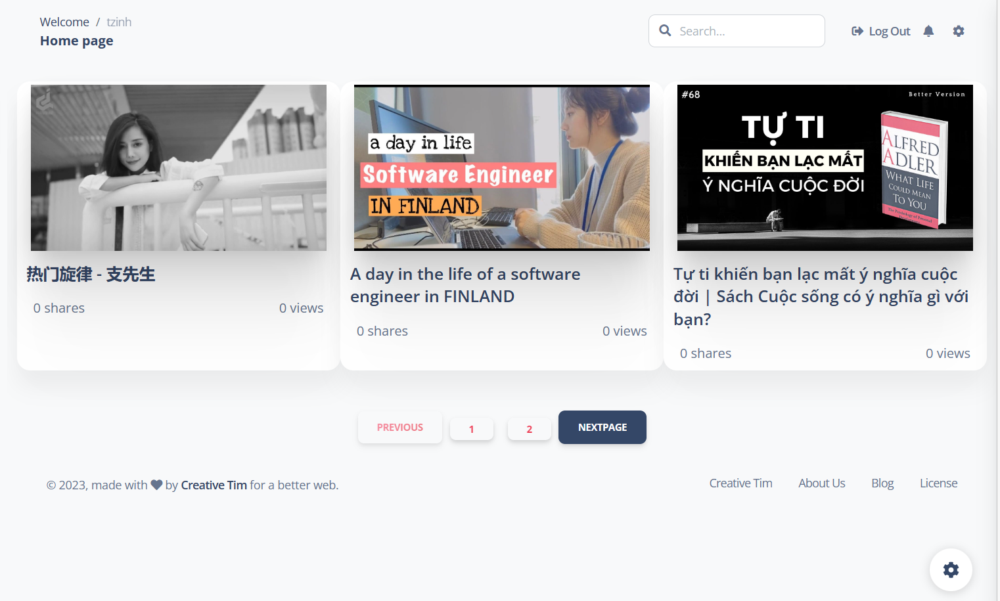 Welcome / tzinh
Home page
Search...
Log Out
a day in life
Software Engineer
IN FINLAND
#68
Better Version
TỰ TI
KHIẾN BẠN LẠC MẤT
Ý NGHĨA CUỘC ĐỜI
ALFRED
ADLER
WHAT LIFE
COULD MEAN
TO YOU
The Psychology of Personal
热门旋律 - 支先生
0 shares 0 views
A day in the life of a software
engineer in FINLAND
0 shares 0 views
Tự ti khiến bạn lạc mất ý nghĩa cuộc
đời | Sách Cuộc sống có ý nghĩa gì với
bạn?
0 shares 0 views
PREVIOUS 1 2 NEXTPAGE
© 2023, made with by Creative Tim for a better web.
Creative Tim About Us Blog License